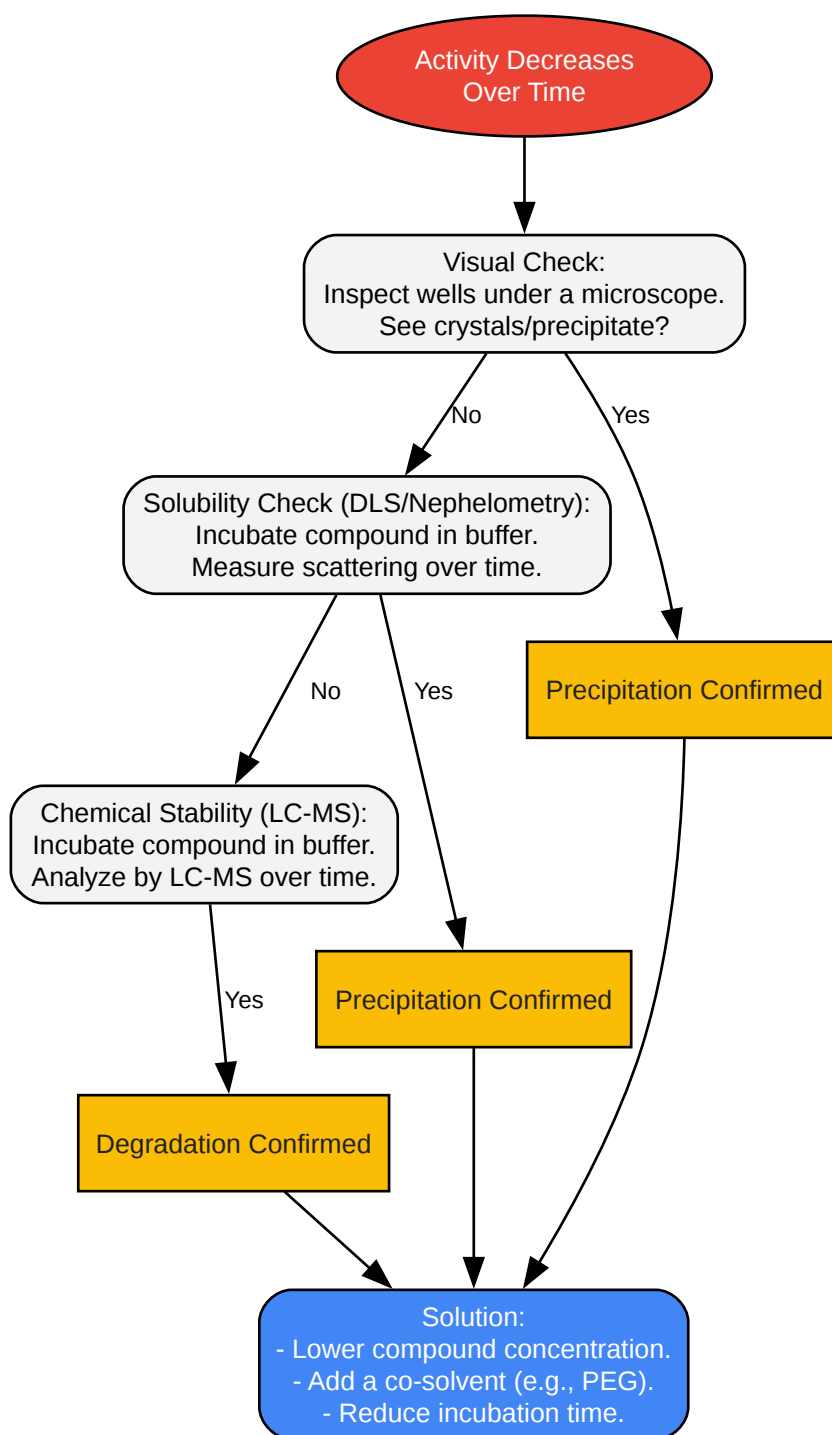 Activity Decreases
Over Time
Visual Check:
Inspect wells under a microscope.
See crystals/precipitate?
No
Yes
Solubility Check (DLS/Nephelometry):
Incubate compound in buffer.
Measure scattering over time.
Precipitation Confirmed
No
Yes
Chemical Stability (LC-MS):
Incubate compound in buffer.
Analyze by LC-MS over time.
Precipitation Confirmed
Yes
Degradation Confirmed
Solution:
- Lower compound concentration.
- Add a co-solvent (e.g., PEG).
- Reduce incubation time.